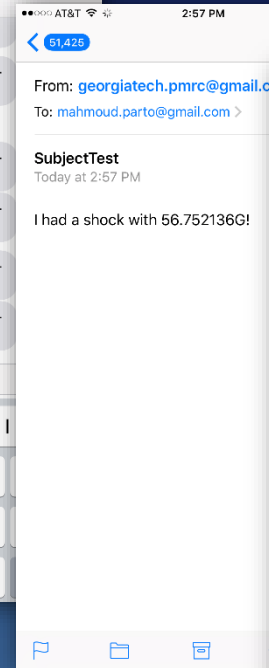 AT&T 2:57 PM
51,425
From: georgiatech.pmrc@gmail.c
To: mahmoud.parto@gmail.com
SubjectTest
Today at 2:57 PM
I had a shock with 56.752136G!